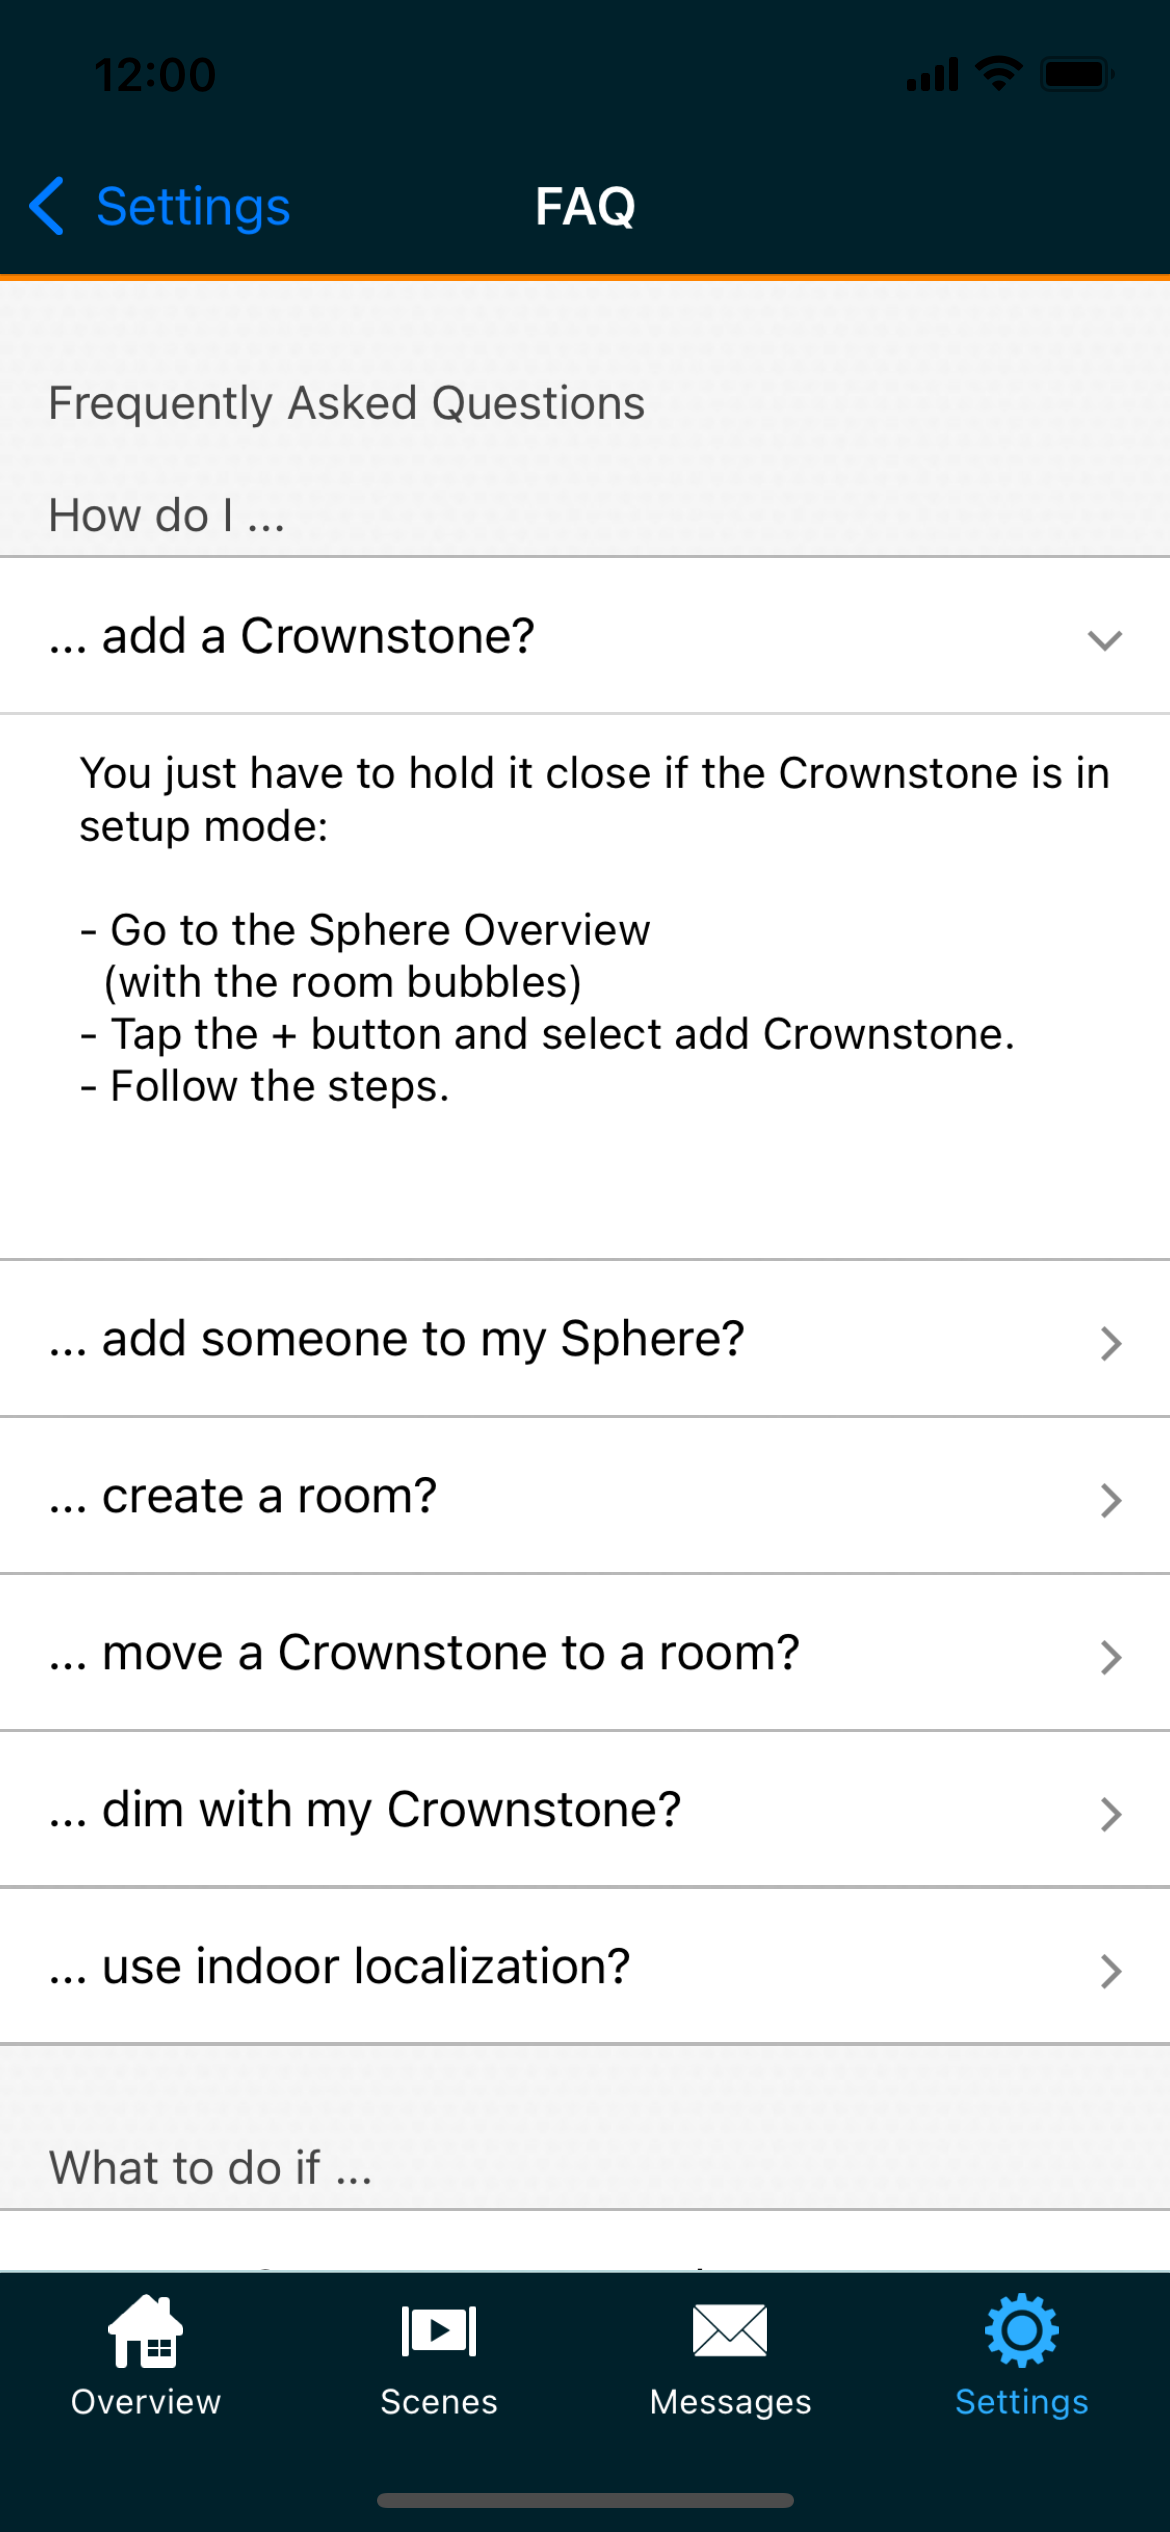 12:00
Settings
FAQ
Frequently Asked Questions
How do I ...
... add a Crownstone?
You just have to hold it close if the Crownstone is in
setup mode:
- Go to the Sphere Overview
(with the room bubbles)
- Tap the + button and select add Crownstone.
- Follow the steps.
... add someone to my Sphere?
... create a room?
... move a Crownstone to a room?
... dim with my Crownstone?
... use indoor localization?
What to do if ...
Overview
Scenes
Messages
Settings